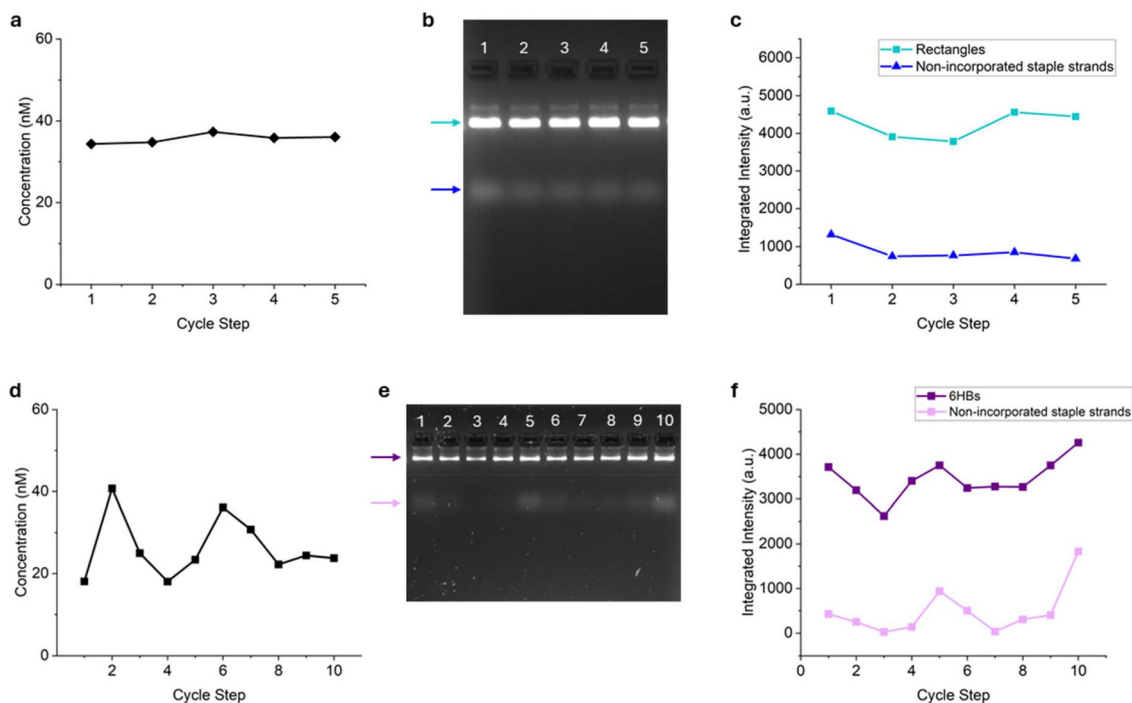 a
60
40
20
0
Concentration (nM)
1 2 3 4 5
Cycle Step
b
1 2 3 4 5
c
Rectangles
Non-incorporated staple strands
6000
5000
4000
3000
2000
1000
0
Integrated Intensity (a.u.)
1 2 3 4 5
Cycle Step
d
60
40
20
0
Concentration (nM)
2 4 6 8 10
Cycle Step
e
1 2 3 4 5 6 7 8 9 10
f
6HBs
Non-incorporated staple strands
5000
4000
3000
2000
1000
0
Integrated Intensity (a.u.)
0 2 4 6 8 10
Cycle Step